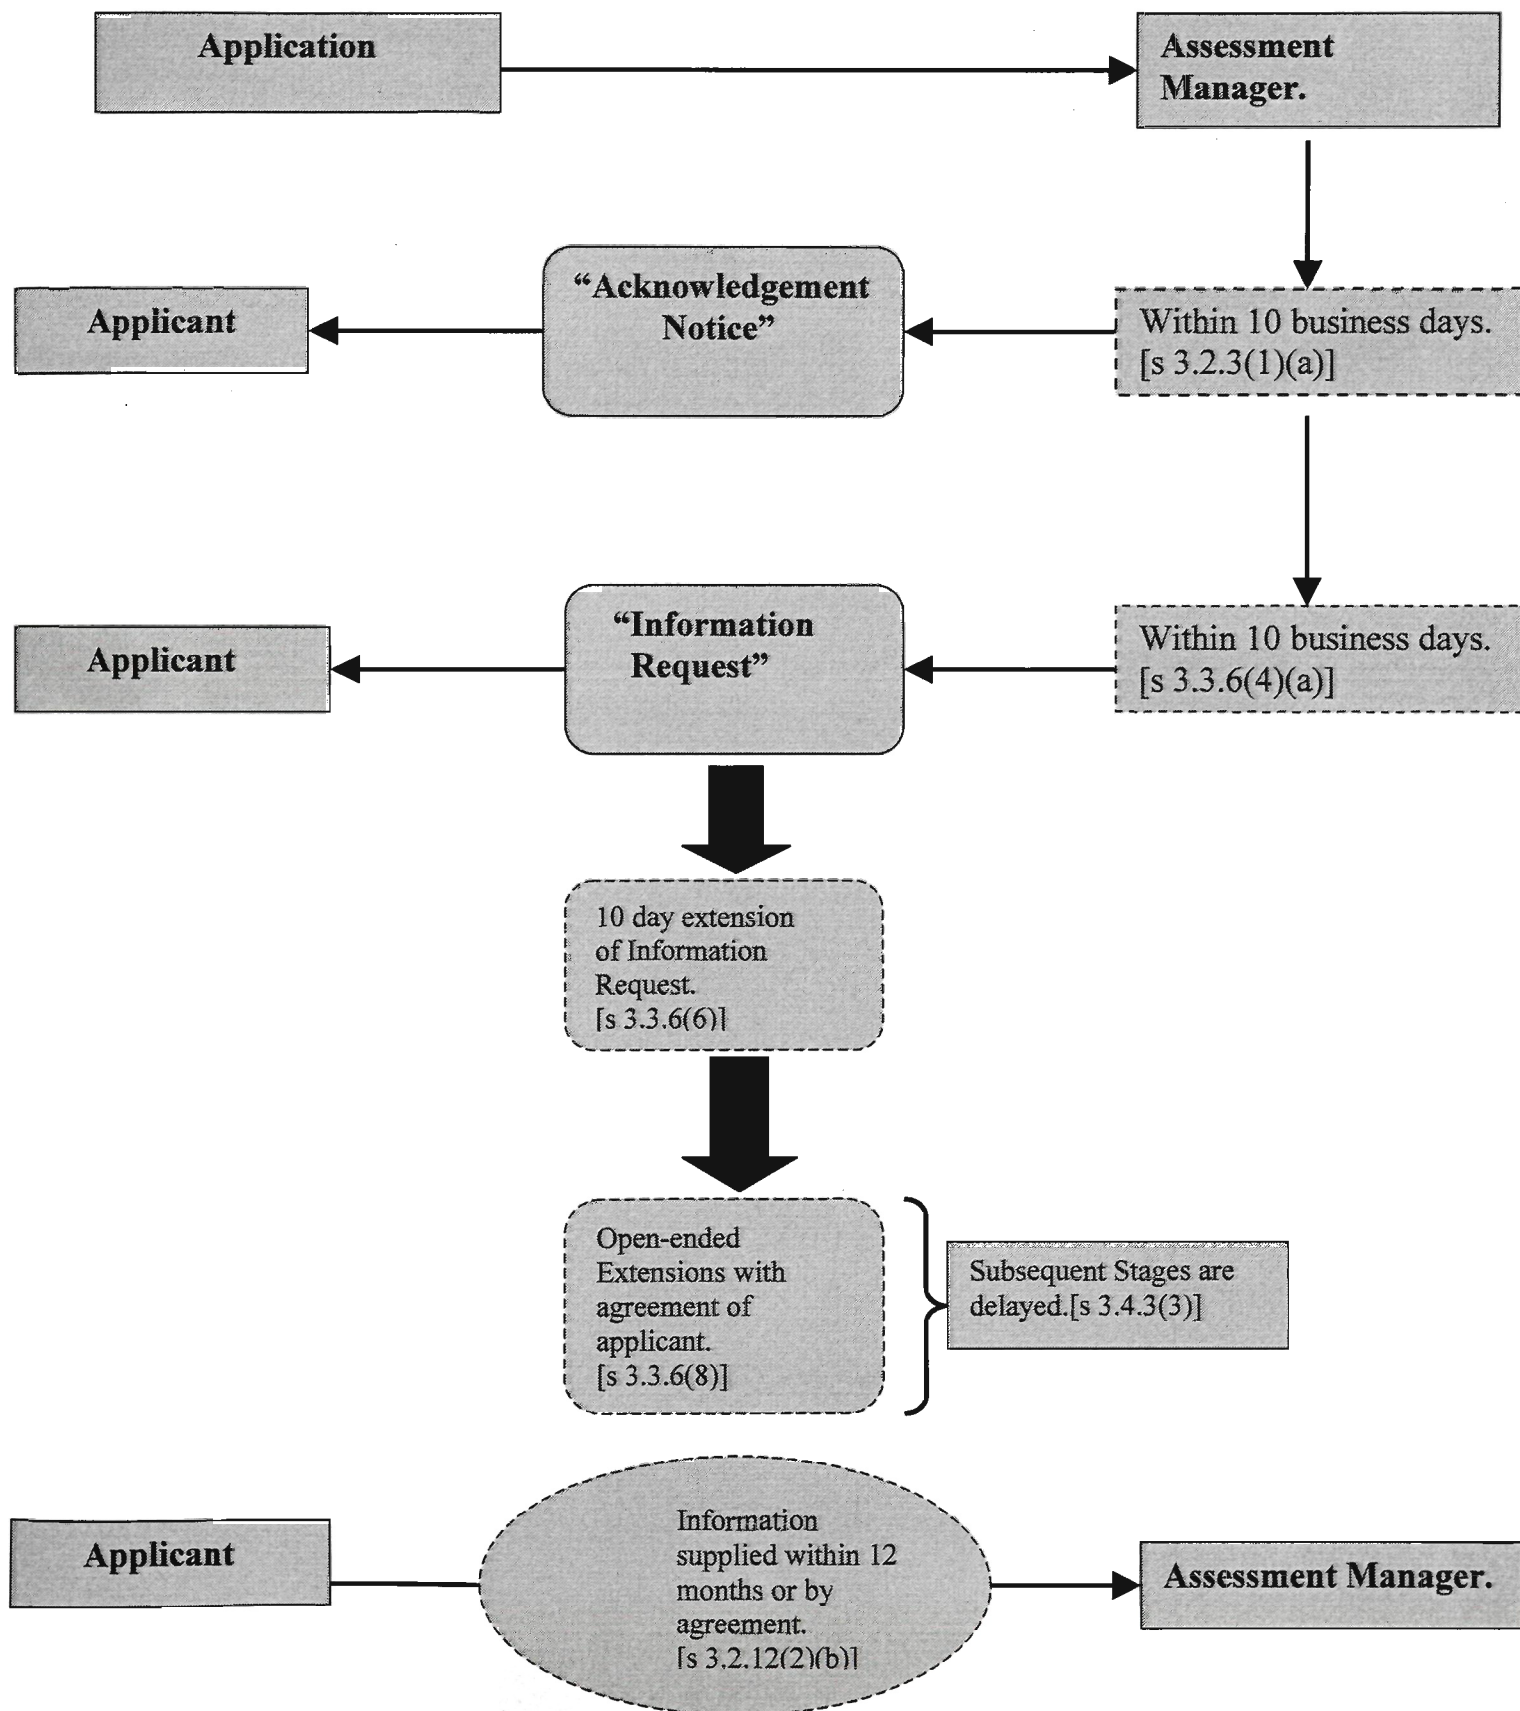 Application
Assessment
Manager.
“Acknowledgement
Notice”
Applicant
Within 10 business days.
[s 3.2.3(1)(a)]
“Information
Request”
Applicant
Within 10 business days.
[s 3.3.6(4)(a)]
10 day extension
of Information
Request.
[s 3.3.6(6)]
Open-ended
Extensions with
agreement of
applicant.
[s 3.3.6(8)]
Subsequent Stages are
delayed.[s 3.4.3(3)]
Applicant
Information
supplied within 12
months or by
agreement.
[s 3.2.12(2)(b)]
Assessment Manager.